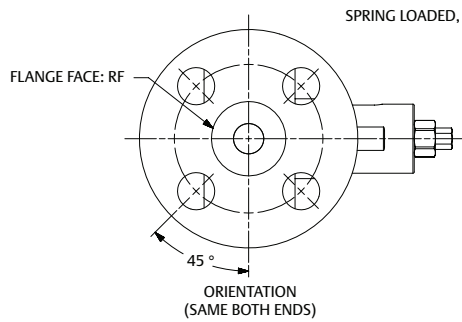 SPRING LOADED,
FLANGE FACE: RF
45 °
ORIENTATION
(SAME BOTH ENDS)